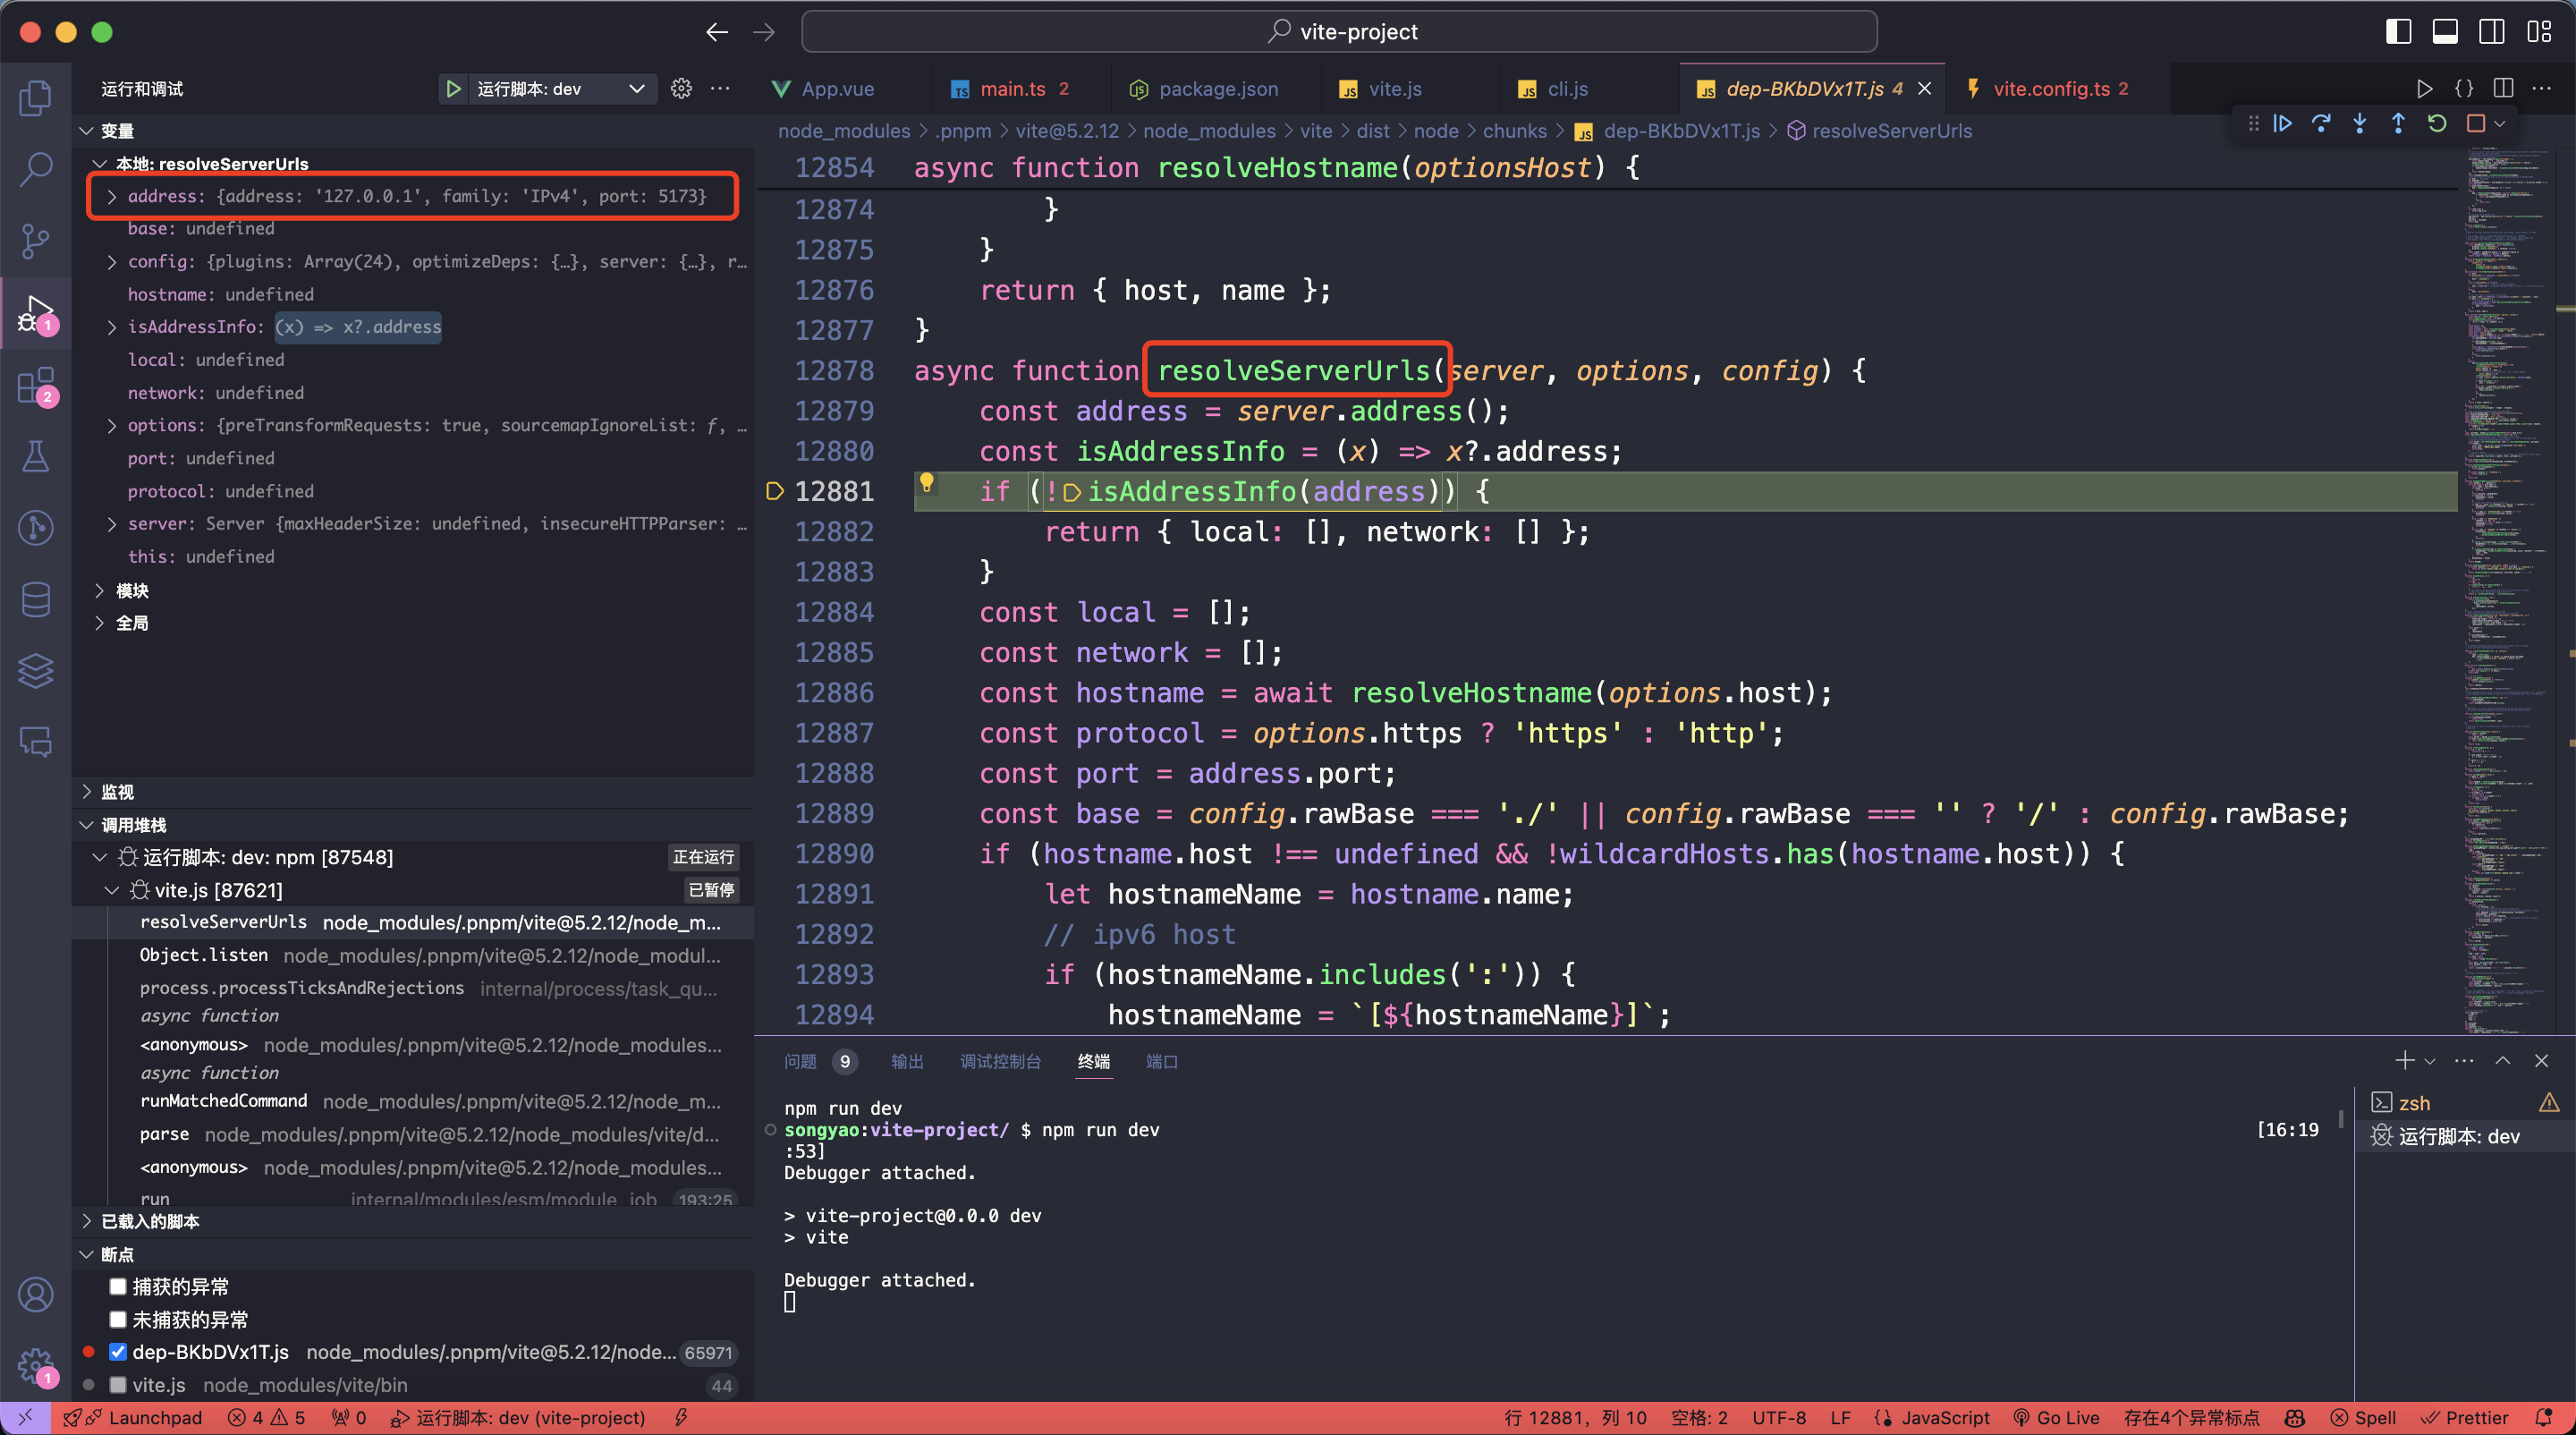 vite-project
运行和调试
运行脚本: dev
App.vue
main.ts 2
package.json
vite.js
cli.js
dep-BKbDVx1T.js 4
vite.config.ts 2
node_modules > .pnpm > vite@5.2.12 > node_modules > vite > dist > node > chunks > dep-BKbDVx1T.js > resolveServerUrls
变量
本地: resolveServerUrls
address: {address: '127.0.0.1', family: 'IPv4', port: 5173}
base: undefined
config: {plugins: Array(24), optimizeDeps: {…}, server: {…}, r…
hostname: undefined
isAddressInfo: (x) => x?.address
local: undefined
network: undefined
options: {preTransformRequests: true, sourcemapIgnoreList: ƒ, …
port: undefined
protocol: undefined
server: Server {maxHeaderSize: undefined, insecureHTTPParser: …
this: undefined
模块
全局
监视
调用堆栈
运行脚本: dev: npm [87548] 正在运行
vite.js [87621] 已暂停
resolveServerUrls node_modules/.pnpm/vite@5.2.12/node_m...
Object.listen node_modules/.pnpm/vite@5.2.12/node_modul...
process.processTicksAndRejections internal/process/task_qu...
async function
<anonymous> node_modules/.pnpm/vite@5.2.12/node_modules...
async function
runMatchedCommand node_modules/.pnpm/vite@5.2.12/node_m...
parse node_modules/.pnpm/vite@5.2.12/node_modules/vite/d...
<anonymous> node_modules/.pnpm/vite@5.2.12/node_modules...
run internal/modules/esm/module_job 193:25
已载入的脚本
断点
捕获的异常
未捕获的异常
dep-BKbDVx1T.js node_modules/.pnpm/vite@5.2.12/node... 65971
vite.js node_modules/vite/bin 44
1
2
1
12854 async function resolveHostname(optionsHost) {
12874 }
12875 }
12876 return { host, name };
12877 }
12878 async function resolveServerUrls(server, options, config) {
12879 const address = server.address();
12880 const isAddressInfo = (x) => x?.address;
12881 if (!isAddressInfo(address)) {
12882 return { local: [], network: [] };
12883 }
12884 const local = [];
12885 const network = [];
12886 const hostname = await resolveHostname(options.host);
12887 const protocol = options.https ? 'https' : 'http';
12888 const port = address.port;
12889 const base = config.rawBase === './' || config.rawBase === '' ? '/' : config.rawBase;
12890 if (hostname.host !== undefined && !wildcardHosts.has(hostname.host)) {
12891 let hostnameName = hostname.name;
12892 // ipv6 host
12893 if (hostnameName.includes(':')) {
12894 hostnameName = `[${hostnameName}]`;
问题 9 输出 调试控制台 终端 端口
npm run dev
songyao:vite-project/ $ npm run dev [16:19
:53]
Debugger attached.
> vite-project@0.0.0 dev
> vite
Debugger attached.
zsh
运行脚本: dev
Launchpad 4 5 0 运行脚本: dev (vite-project) 行 12881，列 10 空格: 2 UTF-8 LF JavaScript Go Live 存在4个异常标点 Spell Prettier